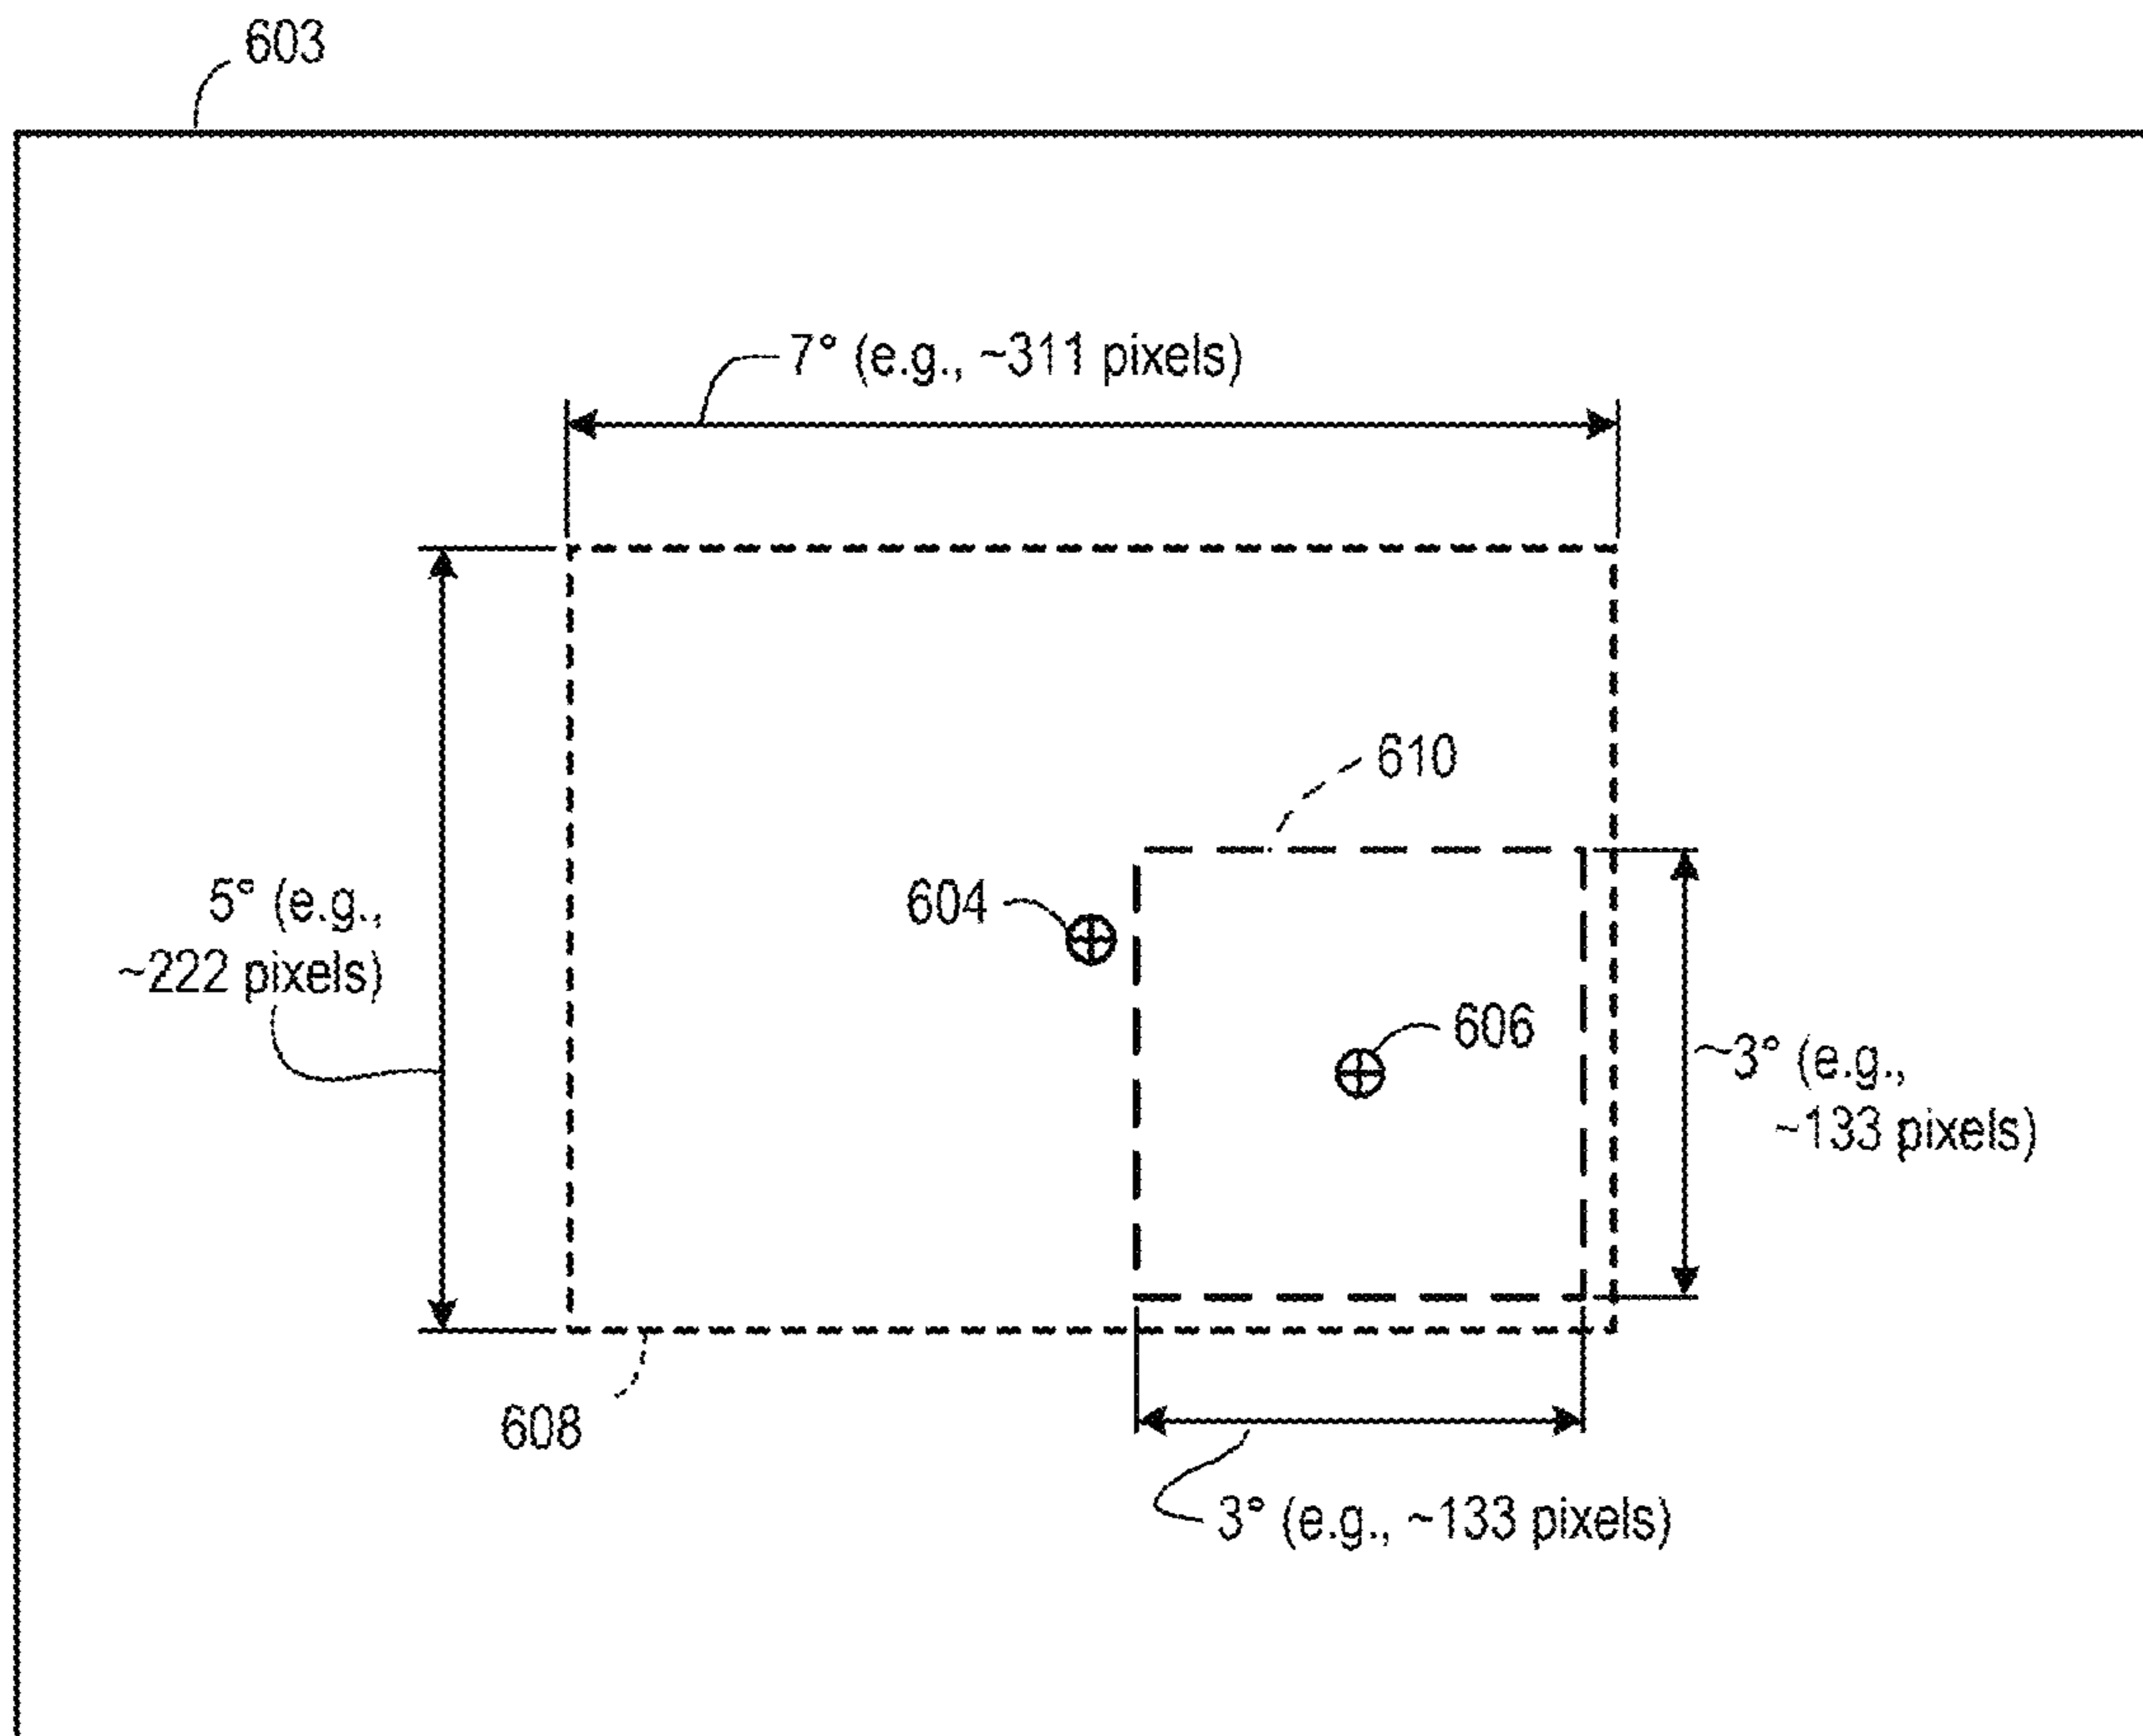 603
7° (e.g., ~311 pixels)
610
5° (e.g.,
~222 pixels)
604
606
3° (e.g.,
~133 pixels)
608
3° (e.g., ~133 pixels)